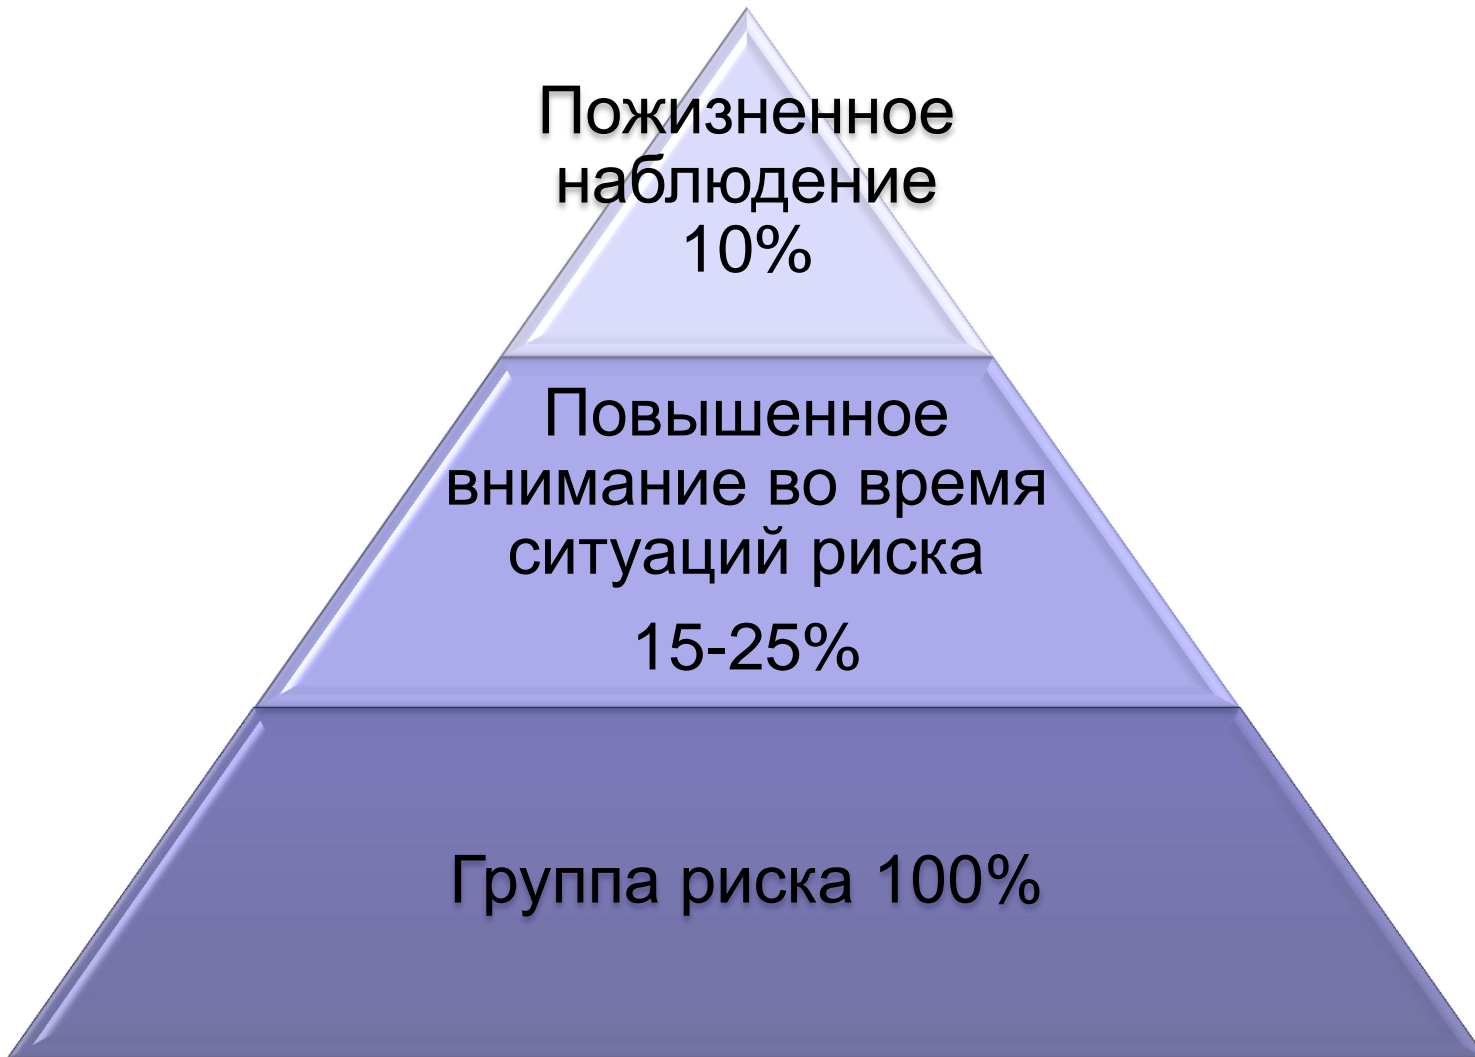 Пожизненное
наблюдение
10%
Повышенное
внимание во время
ситуаций риска
15-25%
Группа риска 100%